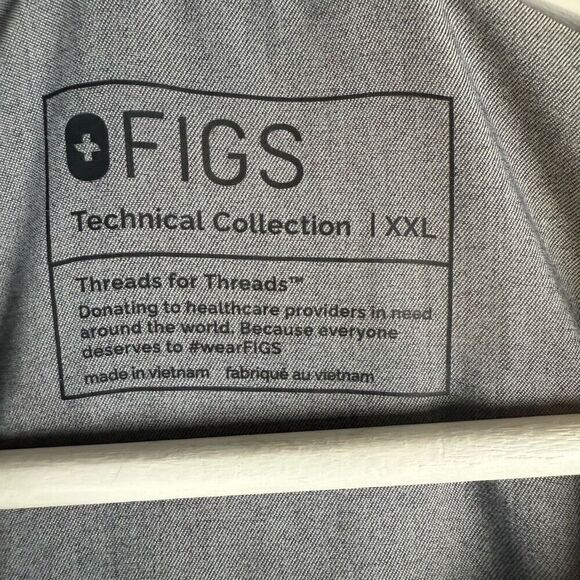 FIGS
Technical Collection | XXL
Threads for Threads™
Donating to healthcare providers in need
around the world. Because everyone
deserves to #wearFIGS
made in vietnam fabriqué au vietnam